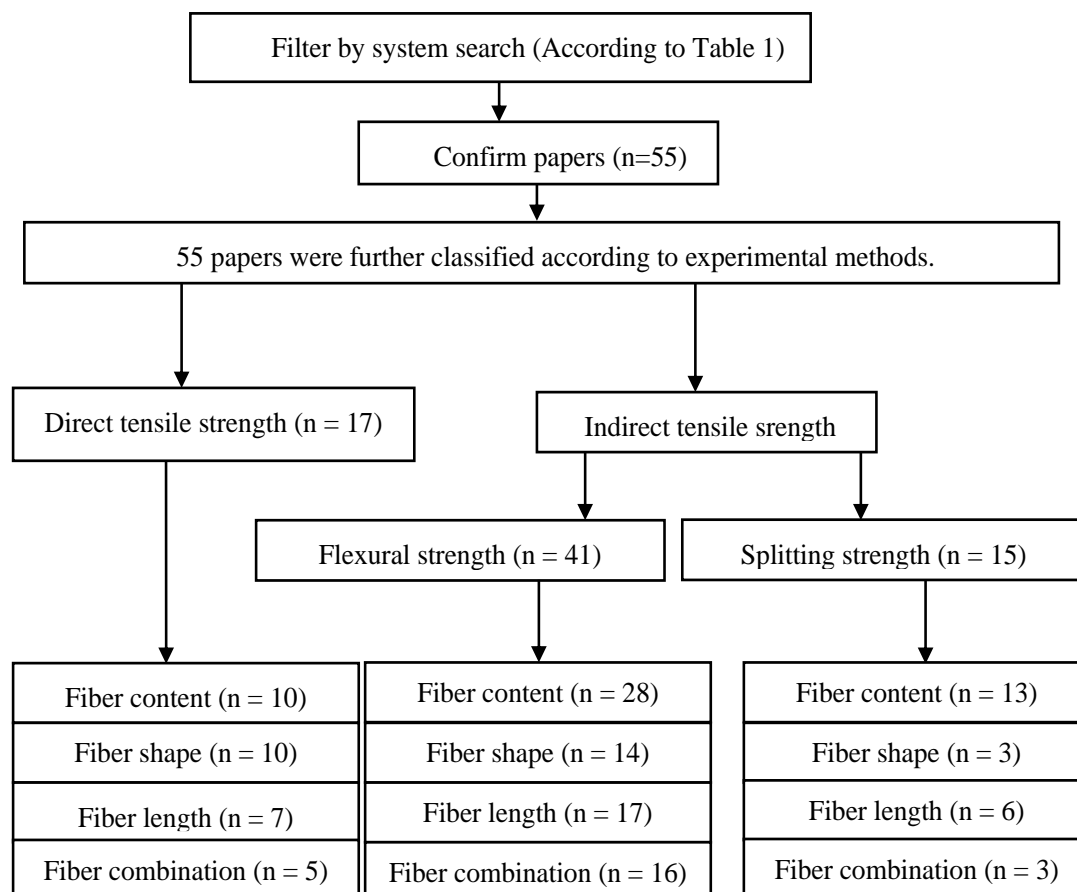 Filter by system search (According to Table 1)
Confirm papers (n=55)
55 papers were further classified according to experimental methods.
Direct tensile strength (n = 17)
Indirect tensile srength
Flexural strength (n = 41)
Splitting strength (n = 15)
Fiber content (n = 10)
Fiber shape (n = 10)
Fiber length (n = 7)
Fiber combination (n = 5)
Fiber content (n = 28)
Fiber shape (n = 14)
Fiber length (n = 17)
Fiber combination (n = 16)
Fiber content (n = 13)
Fiber shape (n = 3)
Fiber length (n = 6)
Fiber combination (n = 3)